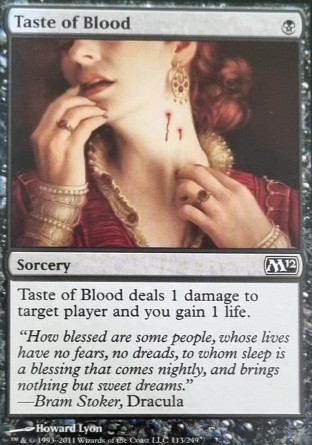 Taste of Blood
Sorcery
M12
Taste of Blood deals 1 damage to
target player and you gain 1 life.
"How blessed are some people, whose lives
have no fears, no dreads, to whom sleep is
a blessing that comes nightly, and brings
nothing but sweet dreams."
—Bram Stoker, Dracula
Howard Lyon
™ & © 1993–2011 Wizards of the Coast LLC 113/249